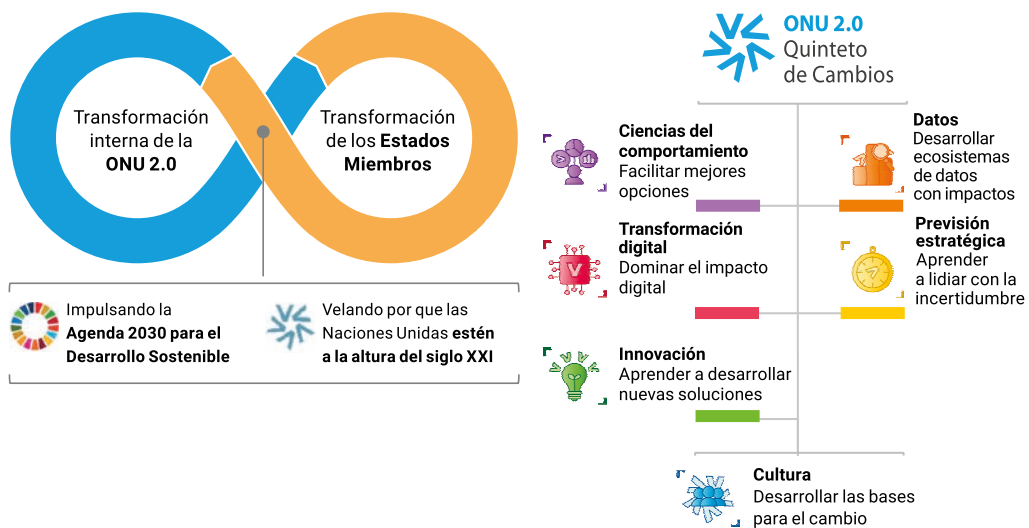 Transformación
interna de la
ONU 2.0
Transformación
de los Estados
Miembros
Impulsando la
Agenda 2030 para el
Desarrollo Sostenible
Velando por que las
Naciones Unidas estén
a la altura del siglo XXI
ONU 2.0
Quinteto
de Cambios
Ciencias del
comportamiento
Facilitar mejores
opciones
Datos
Desarrollar
ecosistemas
de datos
con impactos
Transformación
digital
Dominar el impacto
digital
Previsión
estratégica
Aprender
a lidiar con la
incertidumbre
Innovación
Aprender a desarrollar
nuevas soluciones
Cultura
Desarrollar las bases
para el cambio